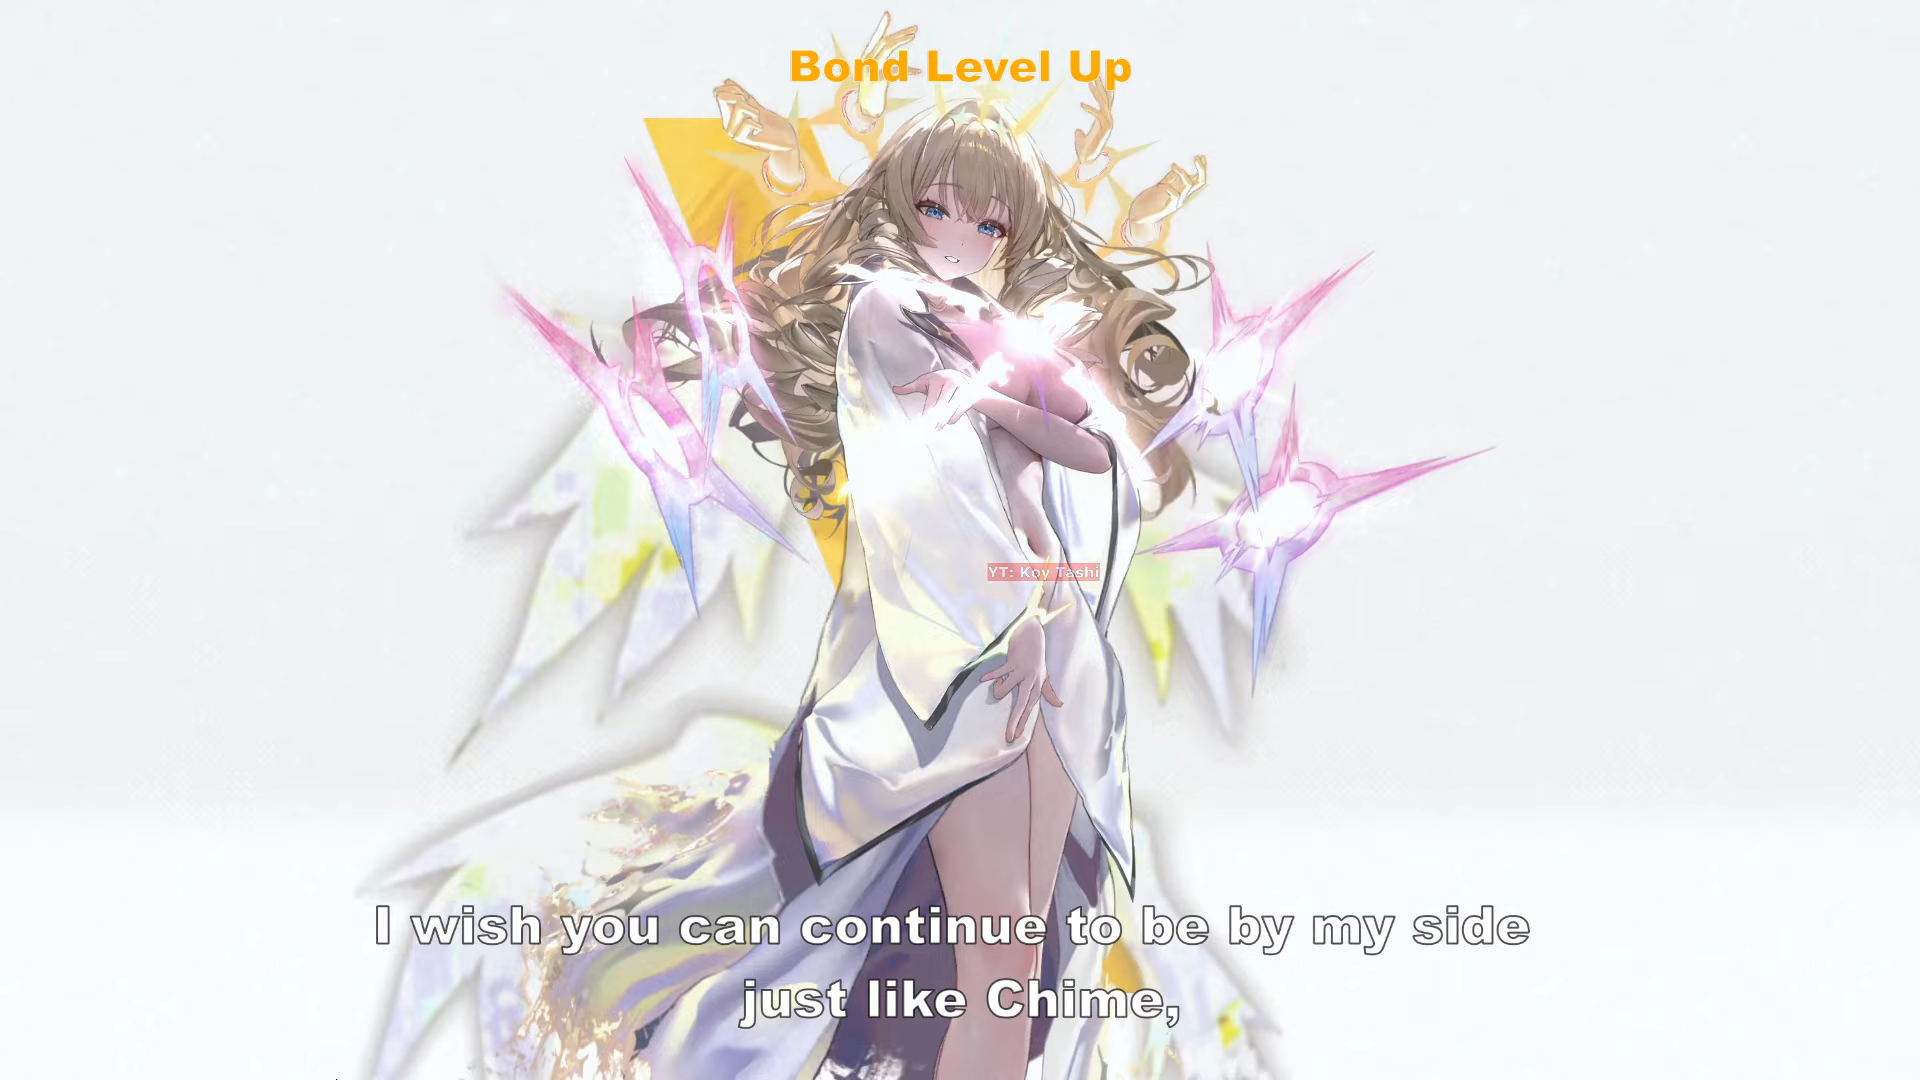 Bond Level Up
YT: Koy Tashi
I wish you can continue to be by my side
just like Chime,